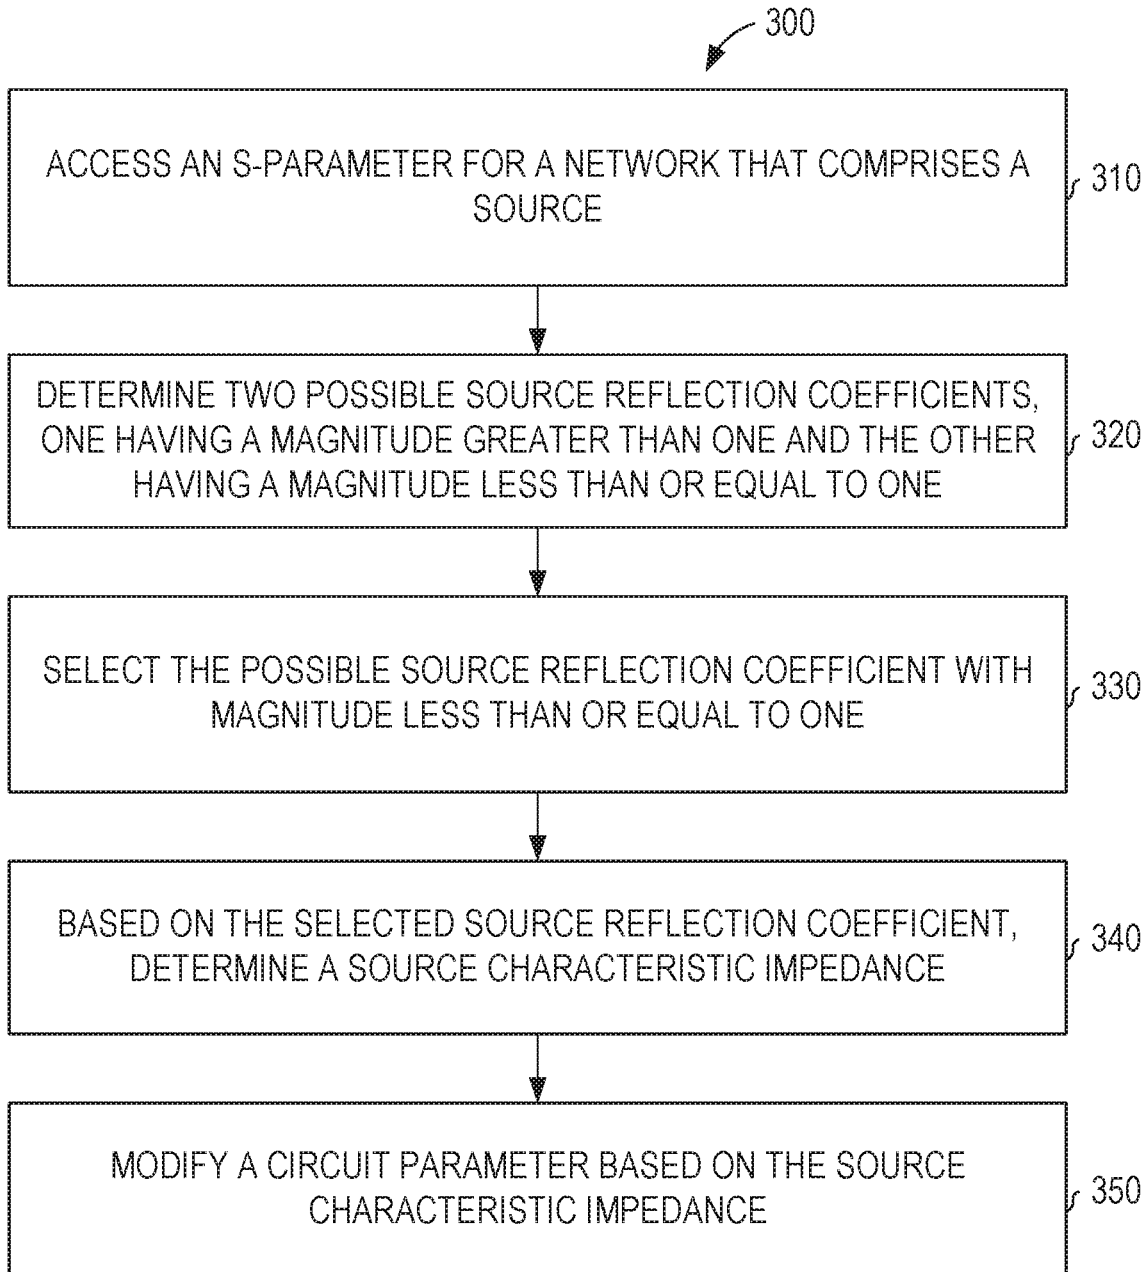 300
ACCESS AN S-PARAMETER FOR A NETWORK THAT COMPRISES A
SOURCE
310
DETERMINE TWO POSSIBLE SOURCE REFLECTION COEFFICIENTS,
ONE HAVING A MAGNITUDE GREATER THAN ONE AND THE OTHER
HAVING A MAGNITUDE LESS THAN OR EQUAL TO ONE
320
SELECT THE POSSIBLE SOURCE REFLECTION COEFFICIENT WITH
MAGNITUDE LESS THAN OR EQUAL TO ONE
330
BASED ON THE SELECTED SOURCE REFLECTION COEFFICIENT,
DETERMINE A SOURCE CHARACTERISTIC IMPEDANCE
340
MODIFY A CIRCUIT PARAMETER BASED ON THE SOURCE
CHARACTERISTIC IMPEDANCE
350